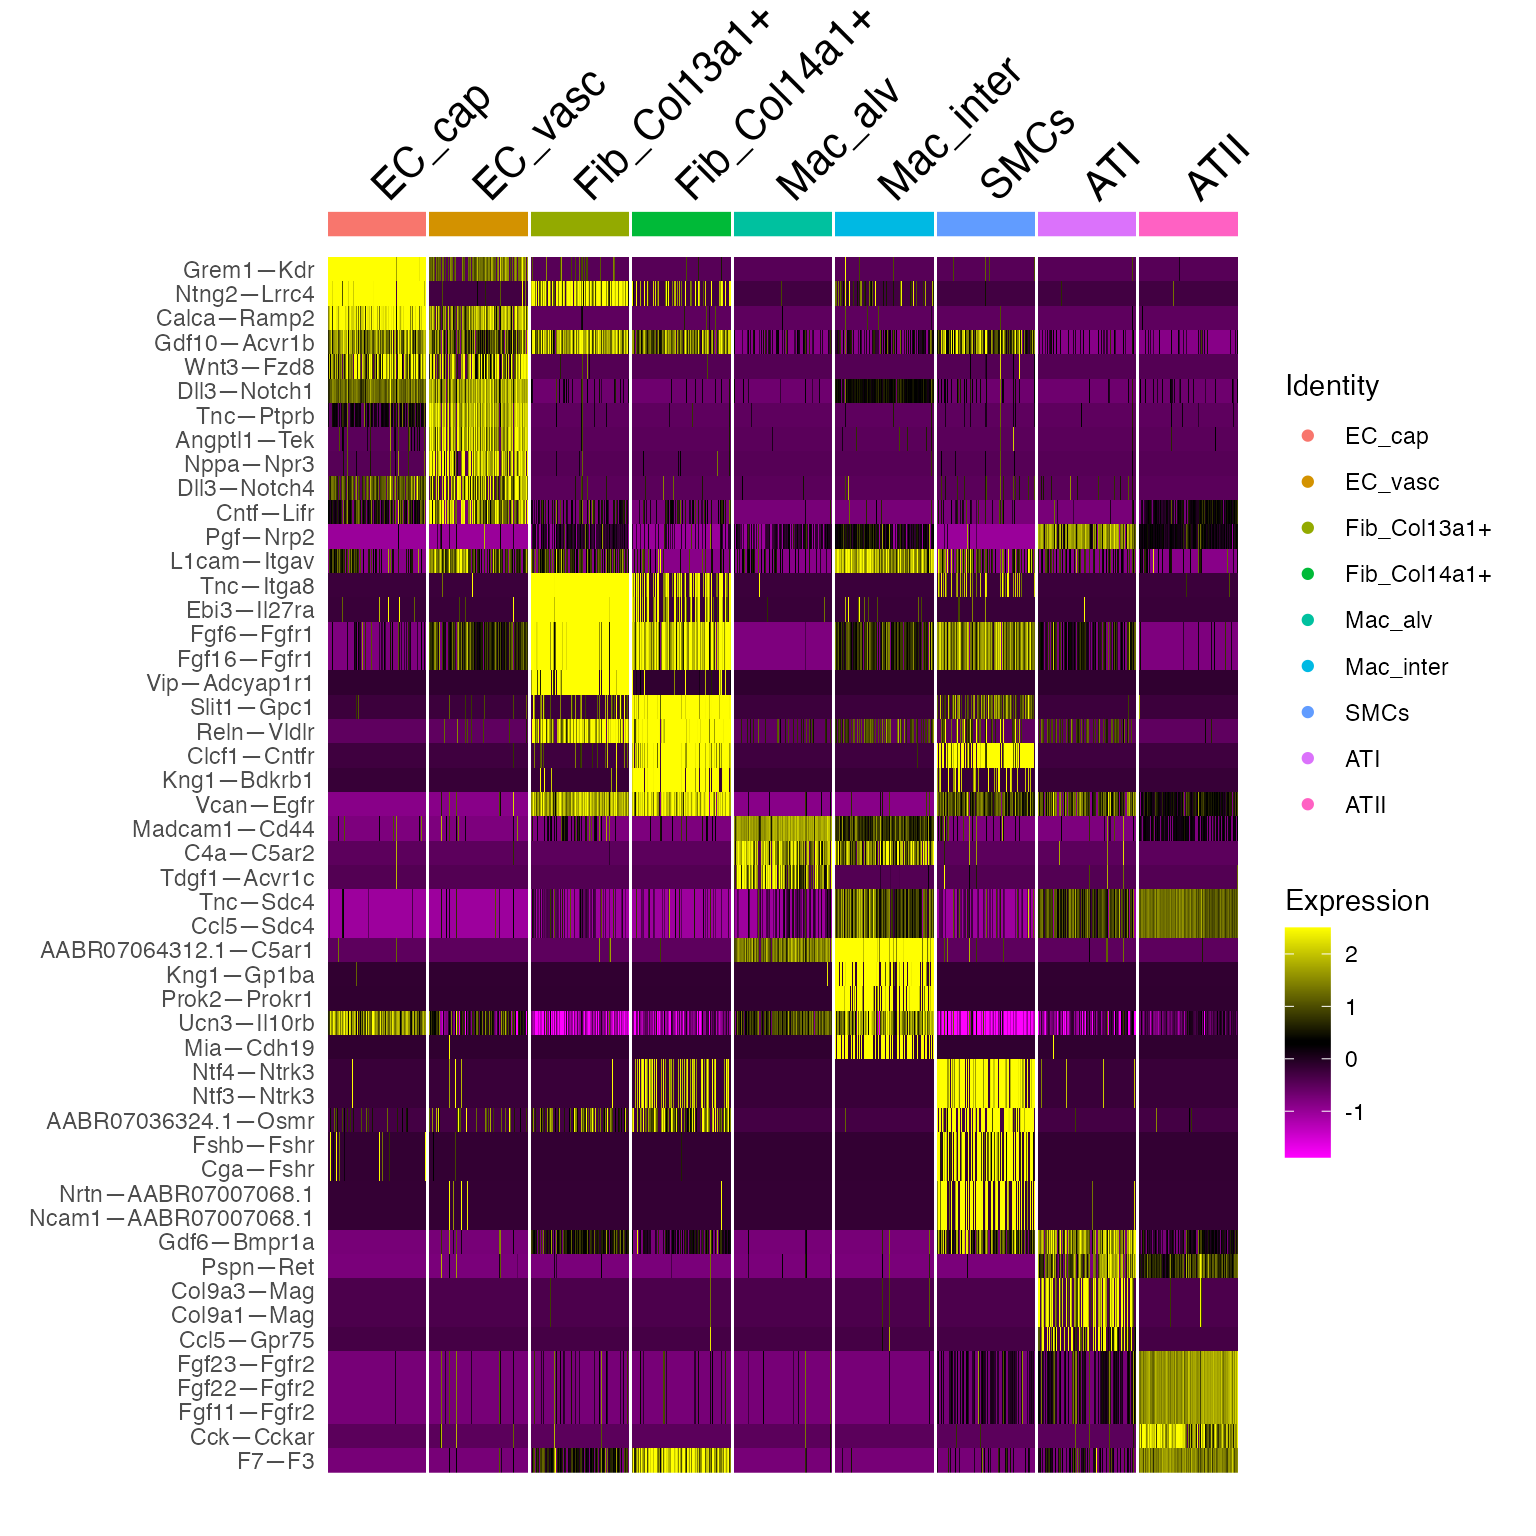 EC_cap
EC_vasc
Fib_Col13a1+
Fib_Col14a1+
Mac_alv
Mac_inter
SMCs
ATI
ATII
Grem1−Kdr
Ntng2−Lrrc4
Calca−Ramp2
Gdf10−Acvr1b
Wnt3−Fzd8
Dll3−Notch1
Tnc−Ptprb
Angptl1−Tek
Nppa−Npr3
Dll3−Notch4
Cntf−Lifr
Pgf−Nrp2
L1cam−Itgav
Tnc−Itga8
Ebi3−Il27ra
Fgf6−Fgfr1
Fgf16−Fgfr1
Vip−Adcyap1r1
Slit1−Gpc1
Reln−Vldlr
Clcf1−Cntfr
Kng1−Bdkrb1
Vcan−Egfr
Madcam1−Cd44
C4a−C5ar2
Tdgf1−Acvr1c
Tnc−Sdc4
Ccl5−Sdc4
AABR07064312.1−C5ar1
Kng1−Gp1ba
Prok2−Prokr1
Ucn3−Il10rb
Mia−Cdh19
Ntf4−Ntrk3
Ntf3−Ntrk3
AABR07036324.1−Osmr
Fshb−Fshr
Cga−Fshr
Nrtn−AABR07007068.1
Ncam1−AABR07007068.1
Gdf6−Bmpr1a
Pspn−Ret
Col9a3−Mag
Col9a1−Mag
Ccl5−Gpr75
Fgf23−Fgfr2
Fgf22−Fgfr2
Fgf11−Fgfr2
Cck−Cckar
F7−F3
Identity
EC_cap
EC_vasc
Fib_Col13a1+
Fib_Col14a1+
Mac_alv
Mac_inter
SMCs
ATI
ATII
Expression
2
1
0
-1